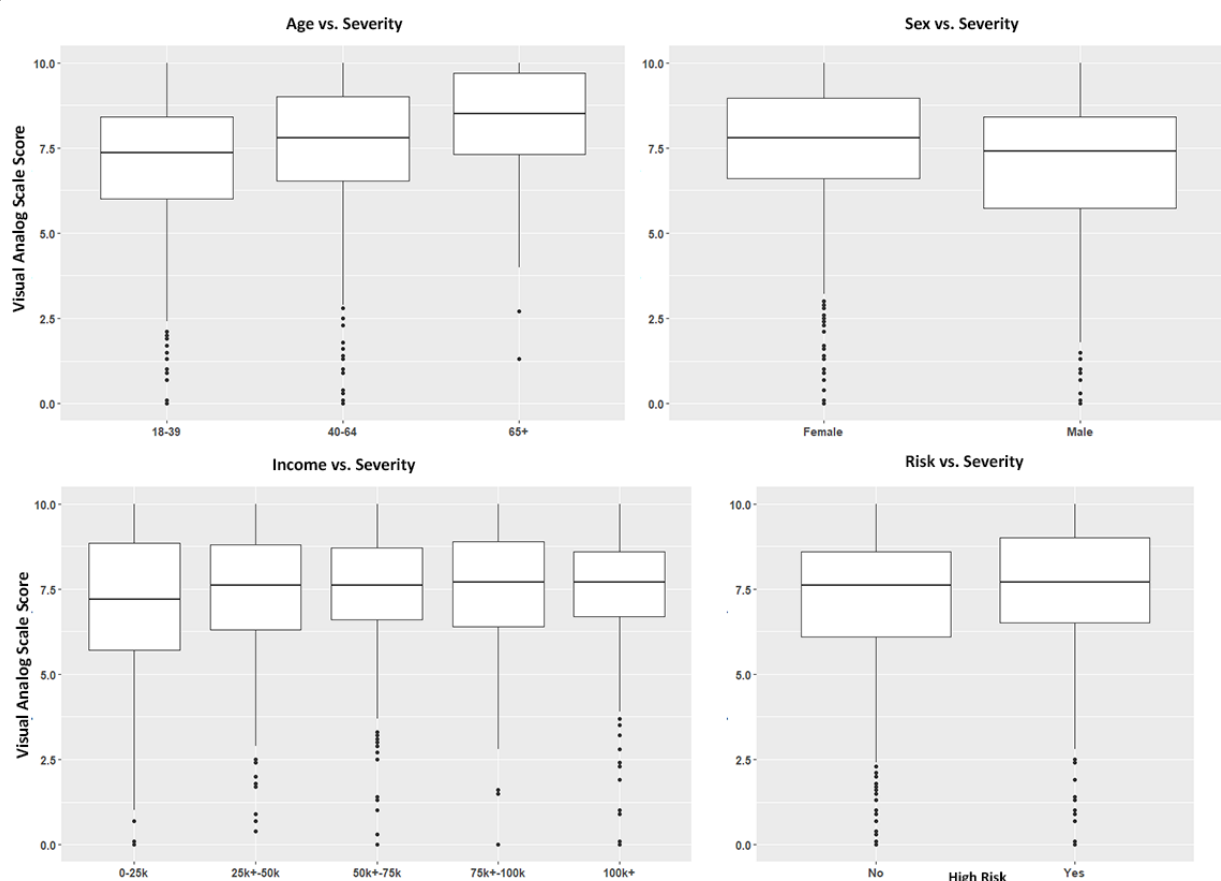 Age vs. Severity
Visual Analog Scale Score
10.0
7.5
5.0
2.5
0.0
18-39
40-64
65+
Sex vs. Severity
10.0
7.5
5.0
2.5
0.0
Female
Male
Income vs. Severity
Visual Analog Scale Score
10.0
7.5
5.0
2.5
0.0
0-25k
25k+-50k
50k+-75k
75k+-100k
100k+
Risk vs. Severity
10.0
7.5
5.0
2.5
0.0
No
Yes
High Risk